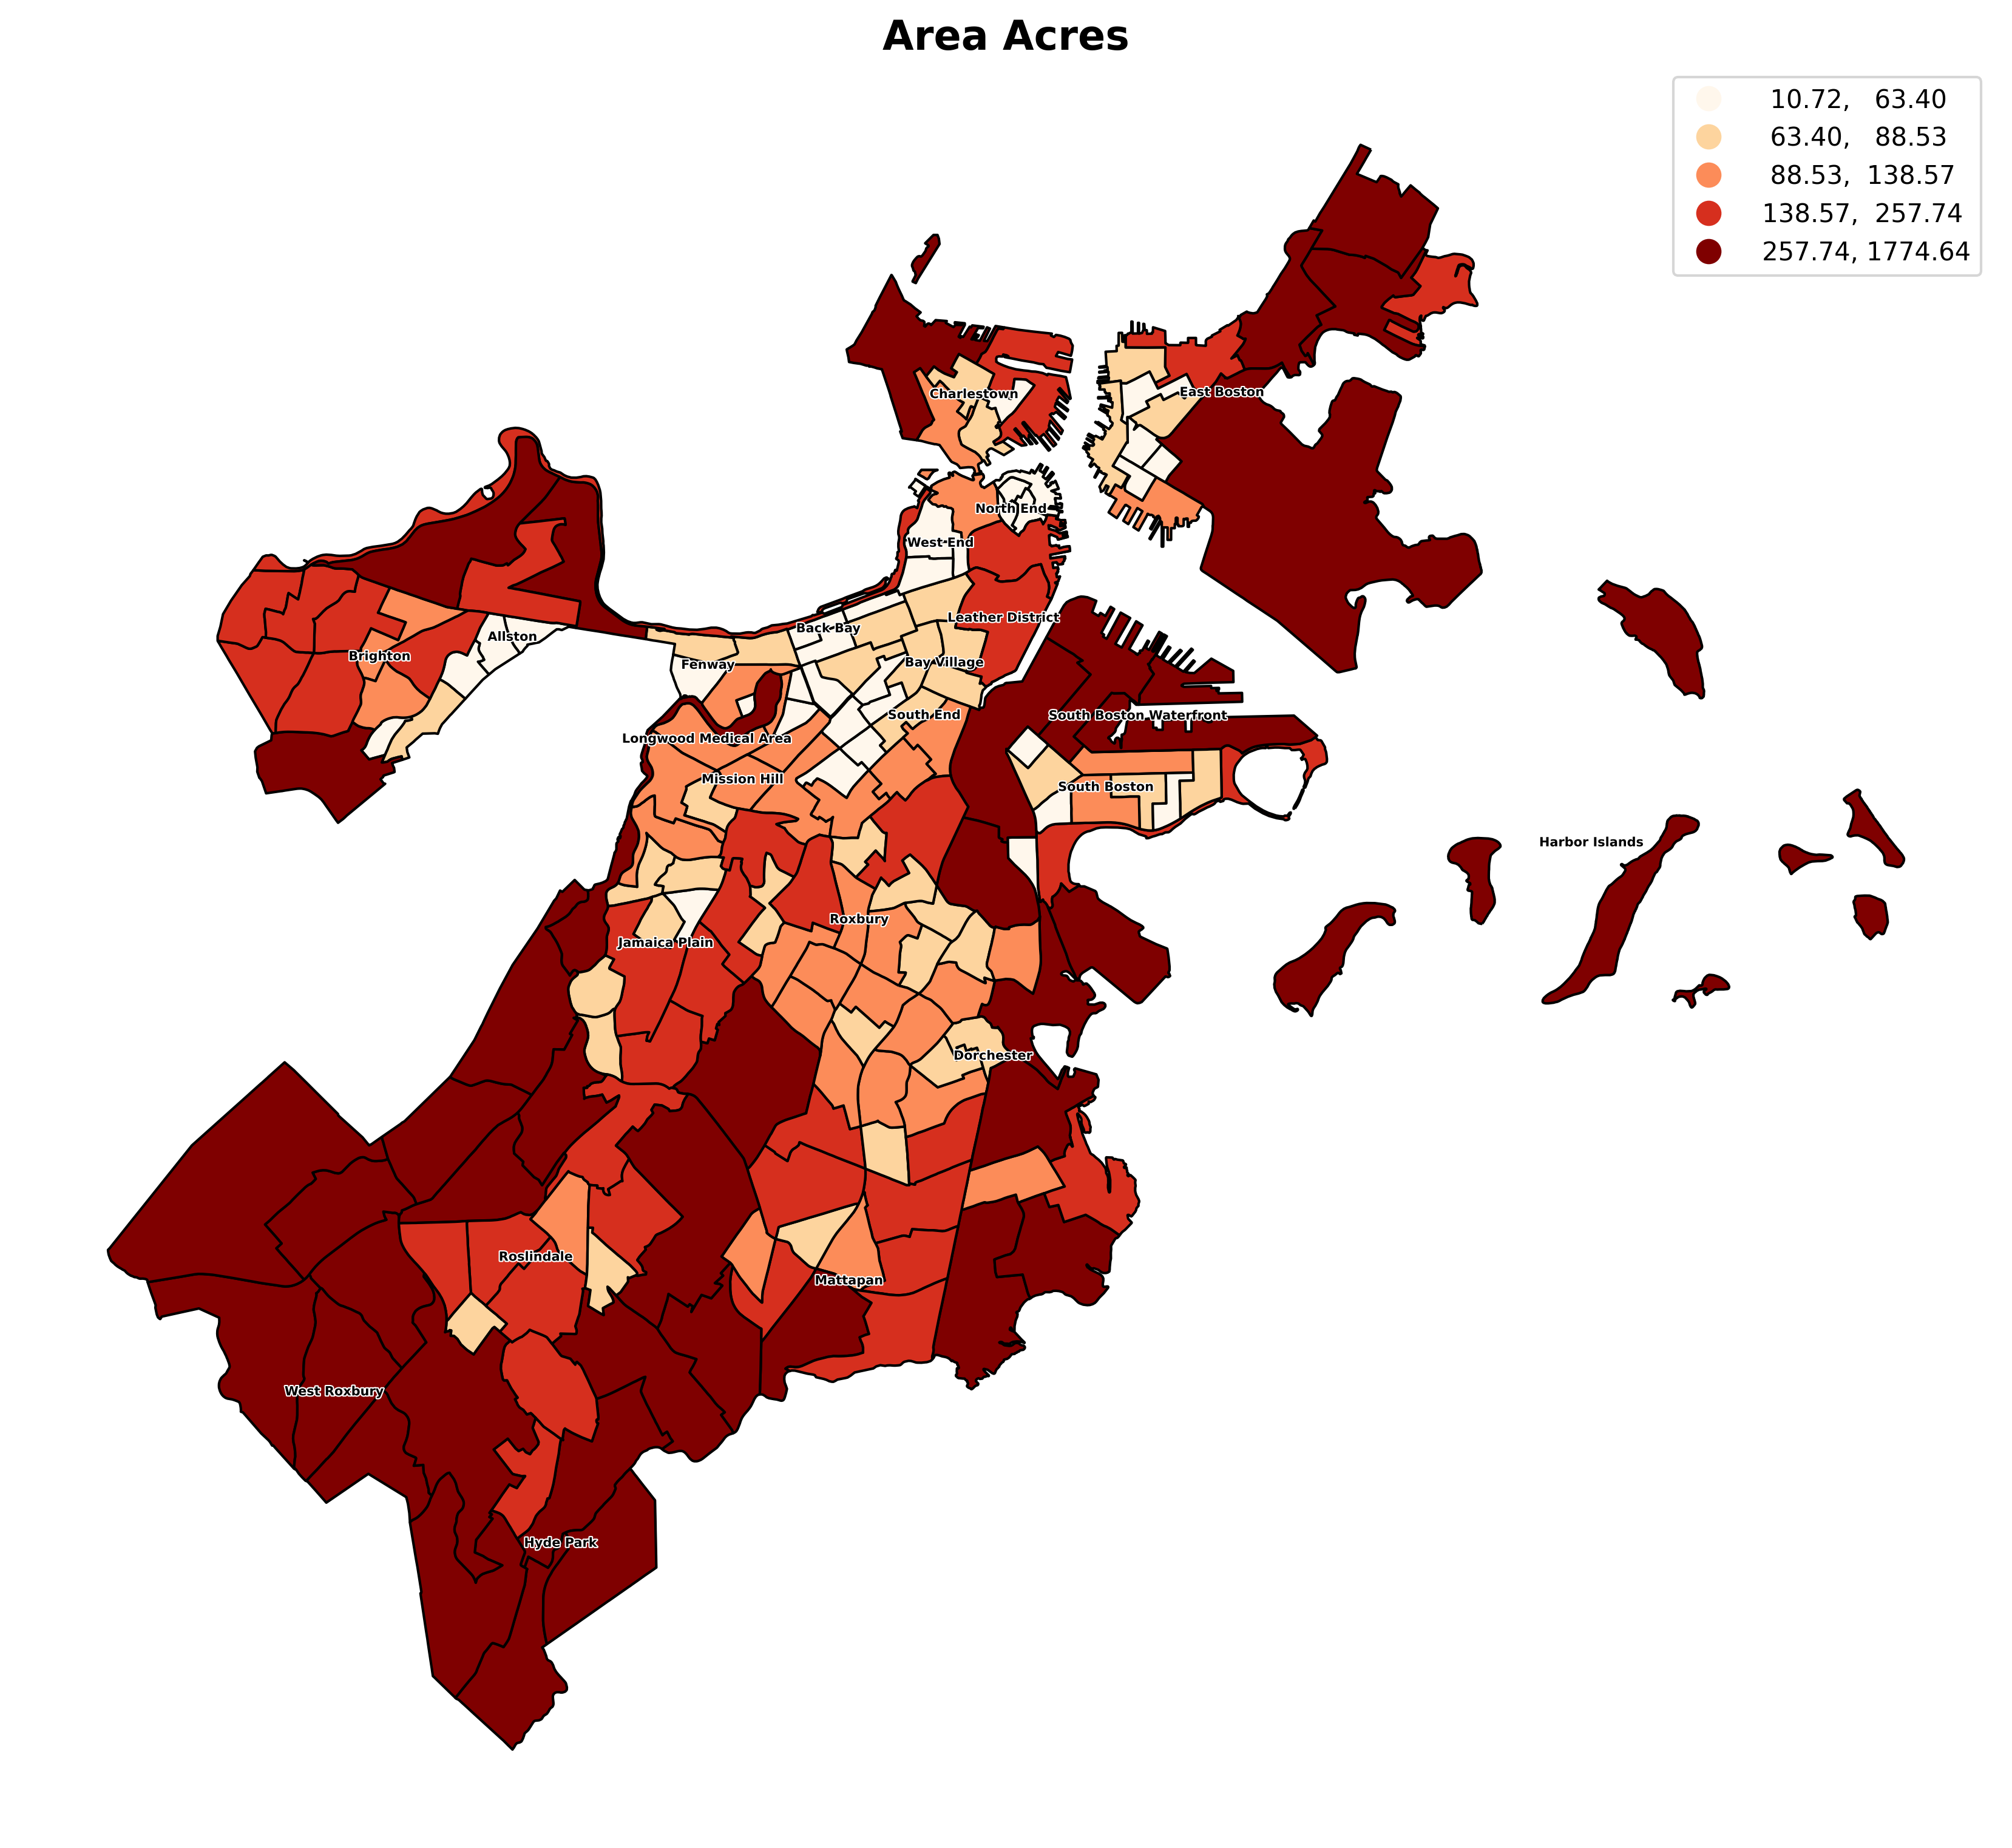 Area Acres
10.72, 63.40
63.40, 88.53
88.53, 138.57
138.57, 257.74
257.74, 1774.64
Charlestown
East Boston
North End
West End
Leather District
Back Bay
Allston
Brighton
Fenway
Bay Village
South End
South Boston Waterfront
Longwood Medical Area
Mission Hill
South Boston
Harbor Islands
Roxbury
Jamaica Plain
Dorchester
Roslindale
Mattapan
West Roxbury
Hyde Park